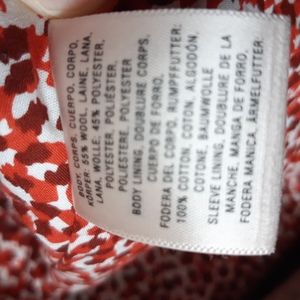 BODY, CORPS, CUERPO, CORPO,
KÖRPER: 55% WOOL, LAINE, LANA,
LANA, WOLLE 45% POLYESTER,
POLYESTER, POLIÉSTER,
POLIESTERE, POLYESTER
BODY LINING, DOUBLURE CORPS,
CUERPO DE FORRO,
FODERA DEL CORPO, RUMPFFUTTER:
100% COTTON, COTON, ALGODÓN,
COTONE, BAUMWOLLE
SLEEVE LINING, DOUBLURE DE LA
MANCHE, MANGA DE FORRO,
FODERA MANICA, ÄRMELFUTTER: